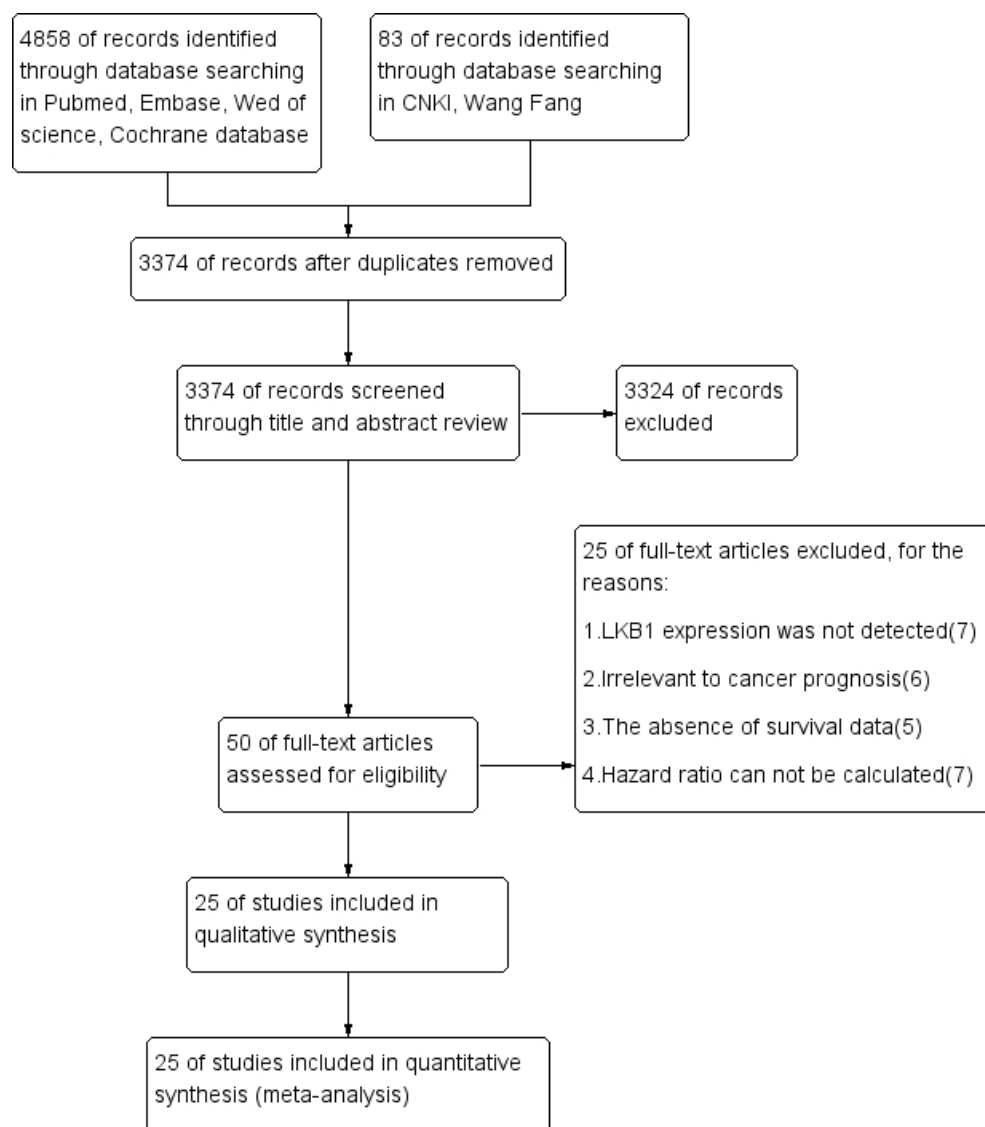 4858 of records identified
through database searching
in Pubmed, Embase, Wed of
science, Cochrane database
83 of records identified
through database searching
in CNKI, Wang Fang
3374 of records after duplicates removed
3374 of records screened
through title and abstract review
3324 of records
excluded
25 of full-text articles excluded, for the
reasons:
1.LKB1 expression was not detected(7)
2.Irrelevant to cancer prognosis(6)
3.The absence of survival data(5)
4.Hazard ratio can not be calculated(7)
50 of full-text articles
assessed for eligibility
25 of studies included in
qualitative synthesis
25 of studies included in quantitative
synthesis (meta-analysis)